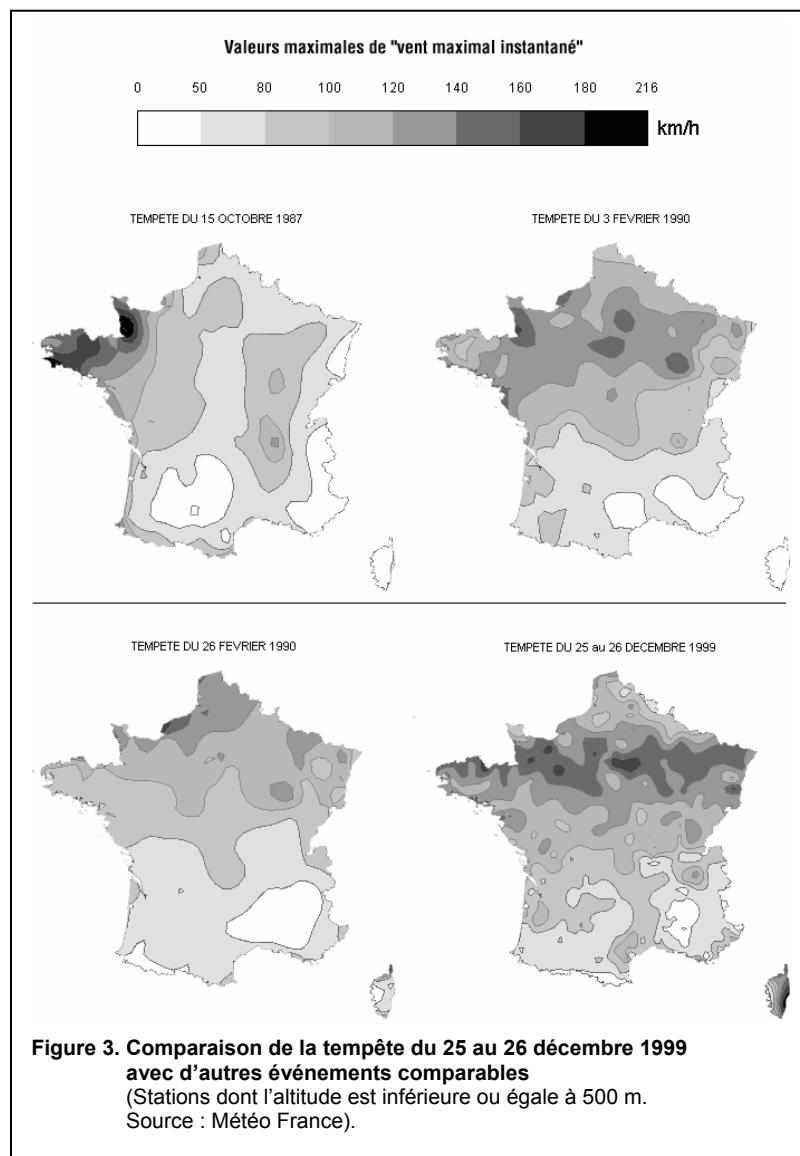 Valeurs maximales de "vent maximal instantané"
0 50 80 100 120 140 160 180 216
km/h
TEMPETE DU 15 OCTOBRE 1987
TEMPETE DU 3 FEVRIER 1990
TEMPETE DU 26 FEVRIER 1990
TEMPETE DU 25 au 26 DECEMBRE 1999
Figure 3. Comparaison de la tempête du 25 au 26 décembre 1999
avec d'autres événements comparables
(Stations dont l'altitude est inférieure ou égale à 500 m.
Source : Météo France).